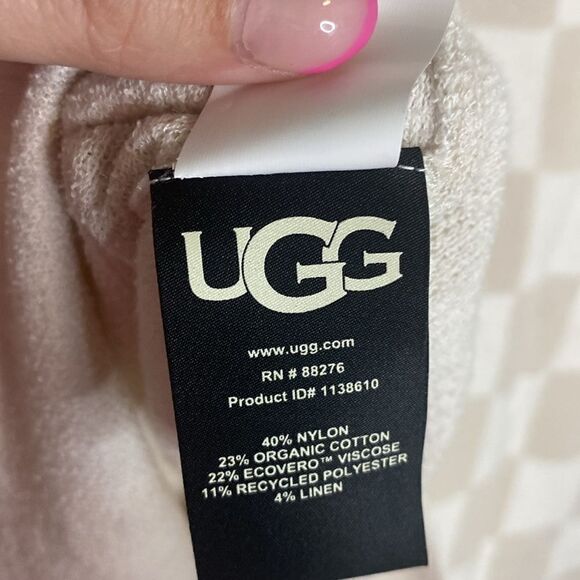 UGG
www.ugg.com
RN # 88276
Product ID# 1138610
40% NYLON
23% ORGANIC COTTON
22% ECOVERO™ VISCOSE
11% RECYCLED POLYESTER
4% LINEN